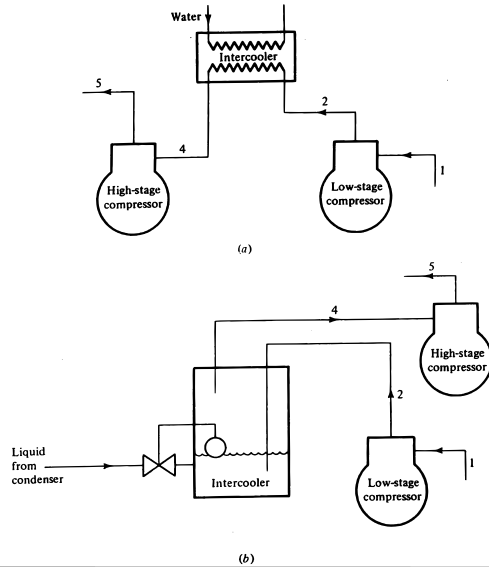 Water
Intercooler
5
2
4
1
High-stage
compressor
Low-stage
compressor
(a)
5
4
High-stage
compressor
2
Liquid
from
condenser
Intercooler
1
Low-stage
compressor
(b)